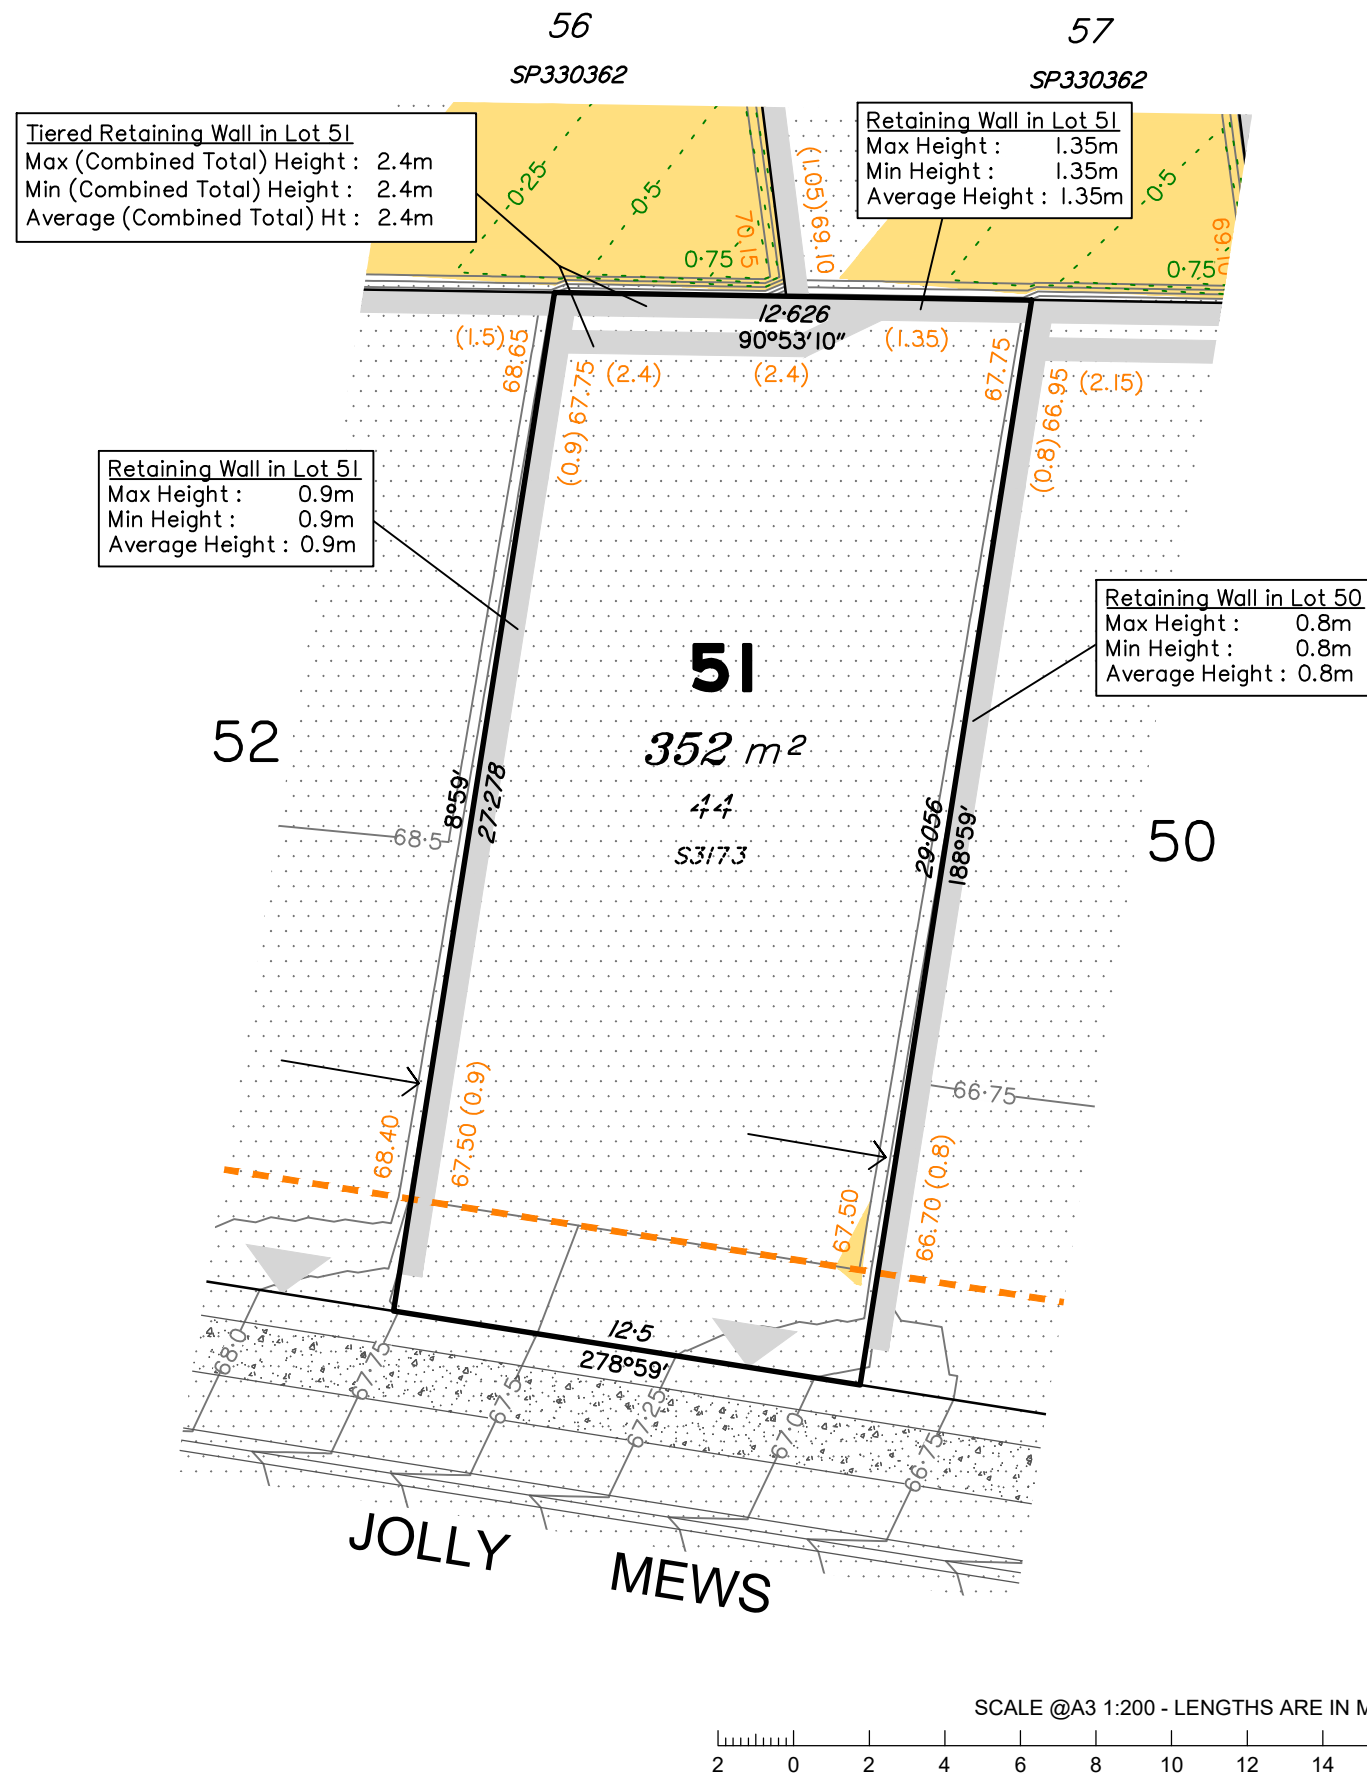 56
SP330362
57
SP330362
Tiered Retaining Wall in Lot 51
Max (Combined Total) Height : 2.4m
Min (Combined Total) Height : 2.4m
Average (Combined Total) Ht : 2.4m
Retaining Wall in Lot 51
Max Height : 1.35m
Min Height : 1.35m
Average Height : 1.35m
0·25
0·5
0·75
70.15
(1.05) 69.10
0·5
0·75
69.10
12·626
90°53'10"
(1.5)
68.65
(0.9) 67.75
(2.4)
(2.4)
(1.35)
67.75
(0.8) 66.95
(2.15)
Retaining Wall in Lot 51
Max Height : 0.9m
Min Height : 0.9m
Average Height : 0.9m
Retaining Wall in Lot 50
Max Height : 0.8m
Min Height : 0.8m
Average Height : 0.8m
51
352 m²
44
S3173
52
50
8°59'
27·278
29·056
188°59'
68·5
66·75
68.40
67.50 (0.9)
67.50
66.70 (0.8)
12·5
278°59'
68·0
67·75
67·5
67·25
67·0
66·75
JOLLY MEWS
SCALE @A3 1:200 - LENGTHS ARE IN M
2 0 2 4 6 8 10 12 14